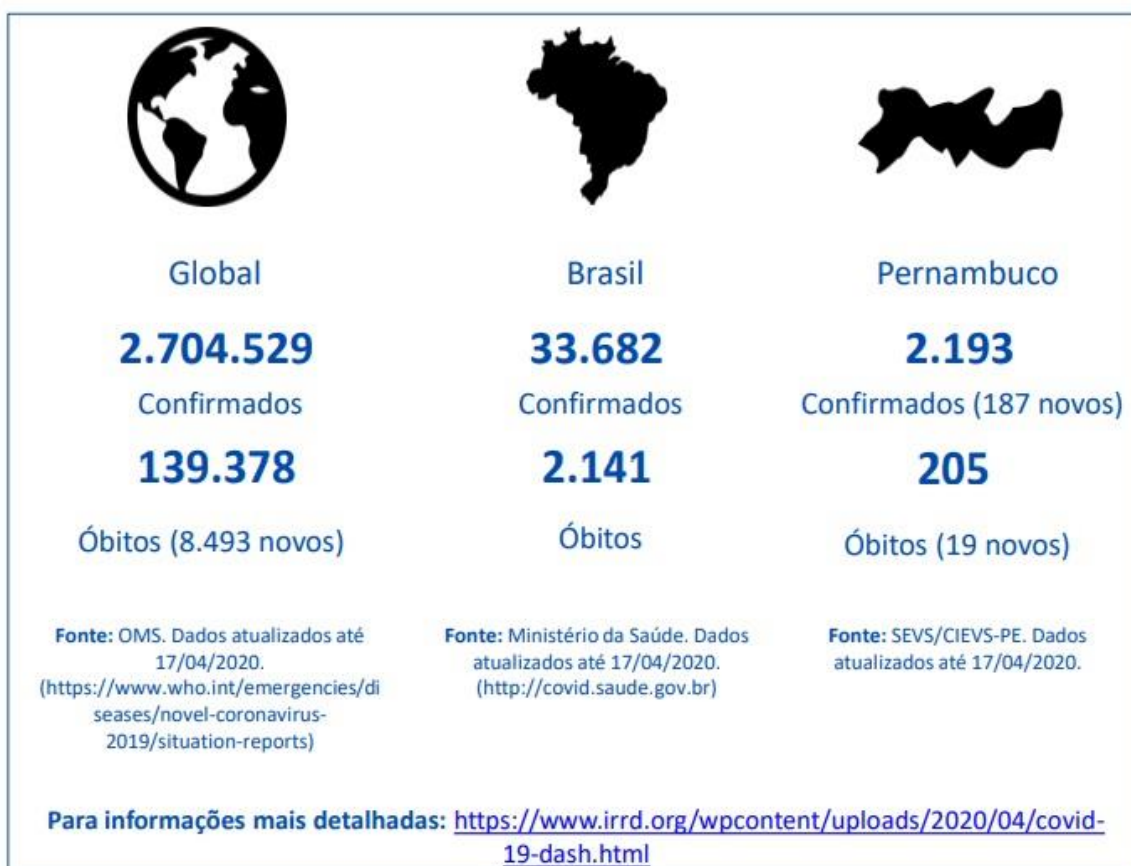 Global
2.704.529
Confirmados
139.378
Óbitos (8.493 novos)
Fonte: OMS. Dados atualizados até
17/04/2020.
(https://www.who.int/emergencies/di
seases/novel-coronavirus-
2019/situation-reports)
Brasil
33.682
Confirmados
2.141
Óbitos
Fonte: Ministério da Saúde. Dados
atualizados até 17/04/2020.
(http://covid.saude.gov.br)
Pernambuco
2.193
Confirmados (187 novos)
205
Óbitos (19 novos)
Fonte: SEVS/CIEVS-PE. Dados
atualizados até 17/04/2020.
Para informações mais detalhadas: https://www.irrd.org/wpcontent/uploads/2020/04/covid-
19-dash.html